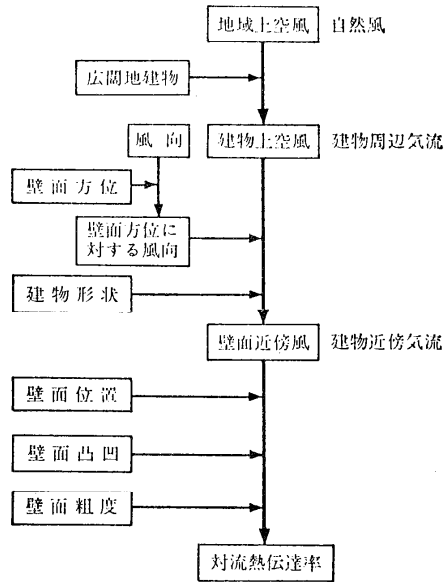 地域上空風 自然風
広闊地建物
風向
建物上空風 建物周辺気流
壁面方位
壁面方位に
対する風向
建物形状
壁面近傍風 建物近傍気流
壁面位置
壁面凸凹
壁面粗度
対流熱伝達率